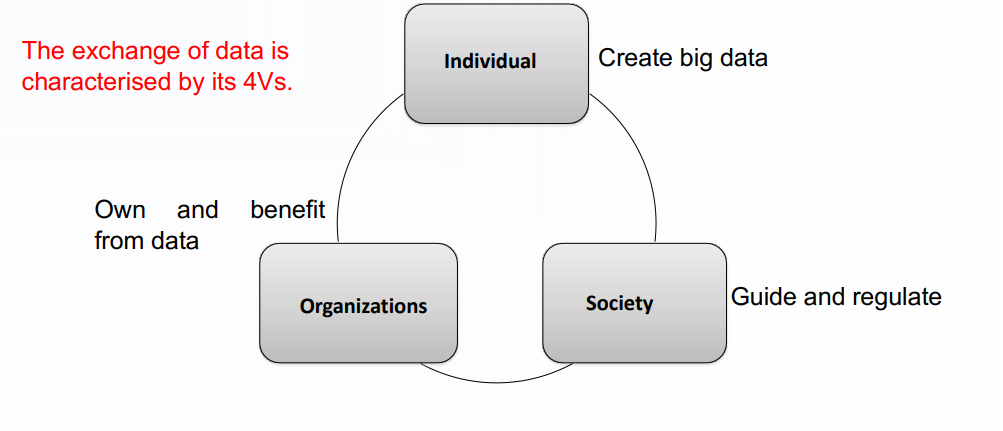 The exchange of data is
characterised by its 4Vs.
Individual
Create big data
Own and benefit
from data
Organizations
Society
Guide and regulate